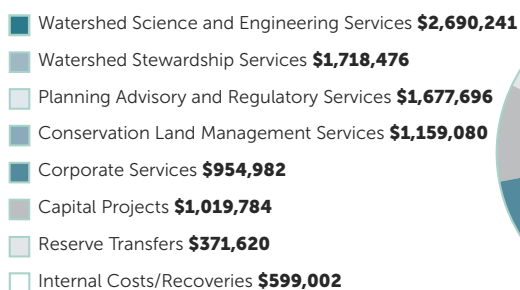 Watershed Science and Engineering Services $2,690,241
Watershed Stewardship Services $1,718,476
Planning Advisory and Regulatory Services $1,677,696
Conservation Land Management Services $1,159,080
Corporate Services $954,982
Capital Projects $1,019,784
Reserve Transfers $371,620
Internal Costs/Recoveries $599,002